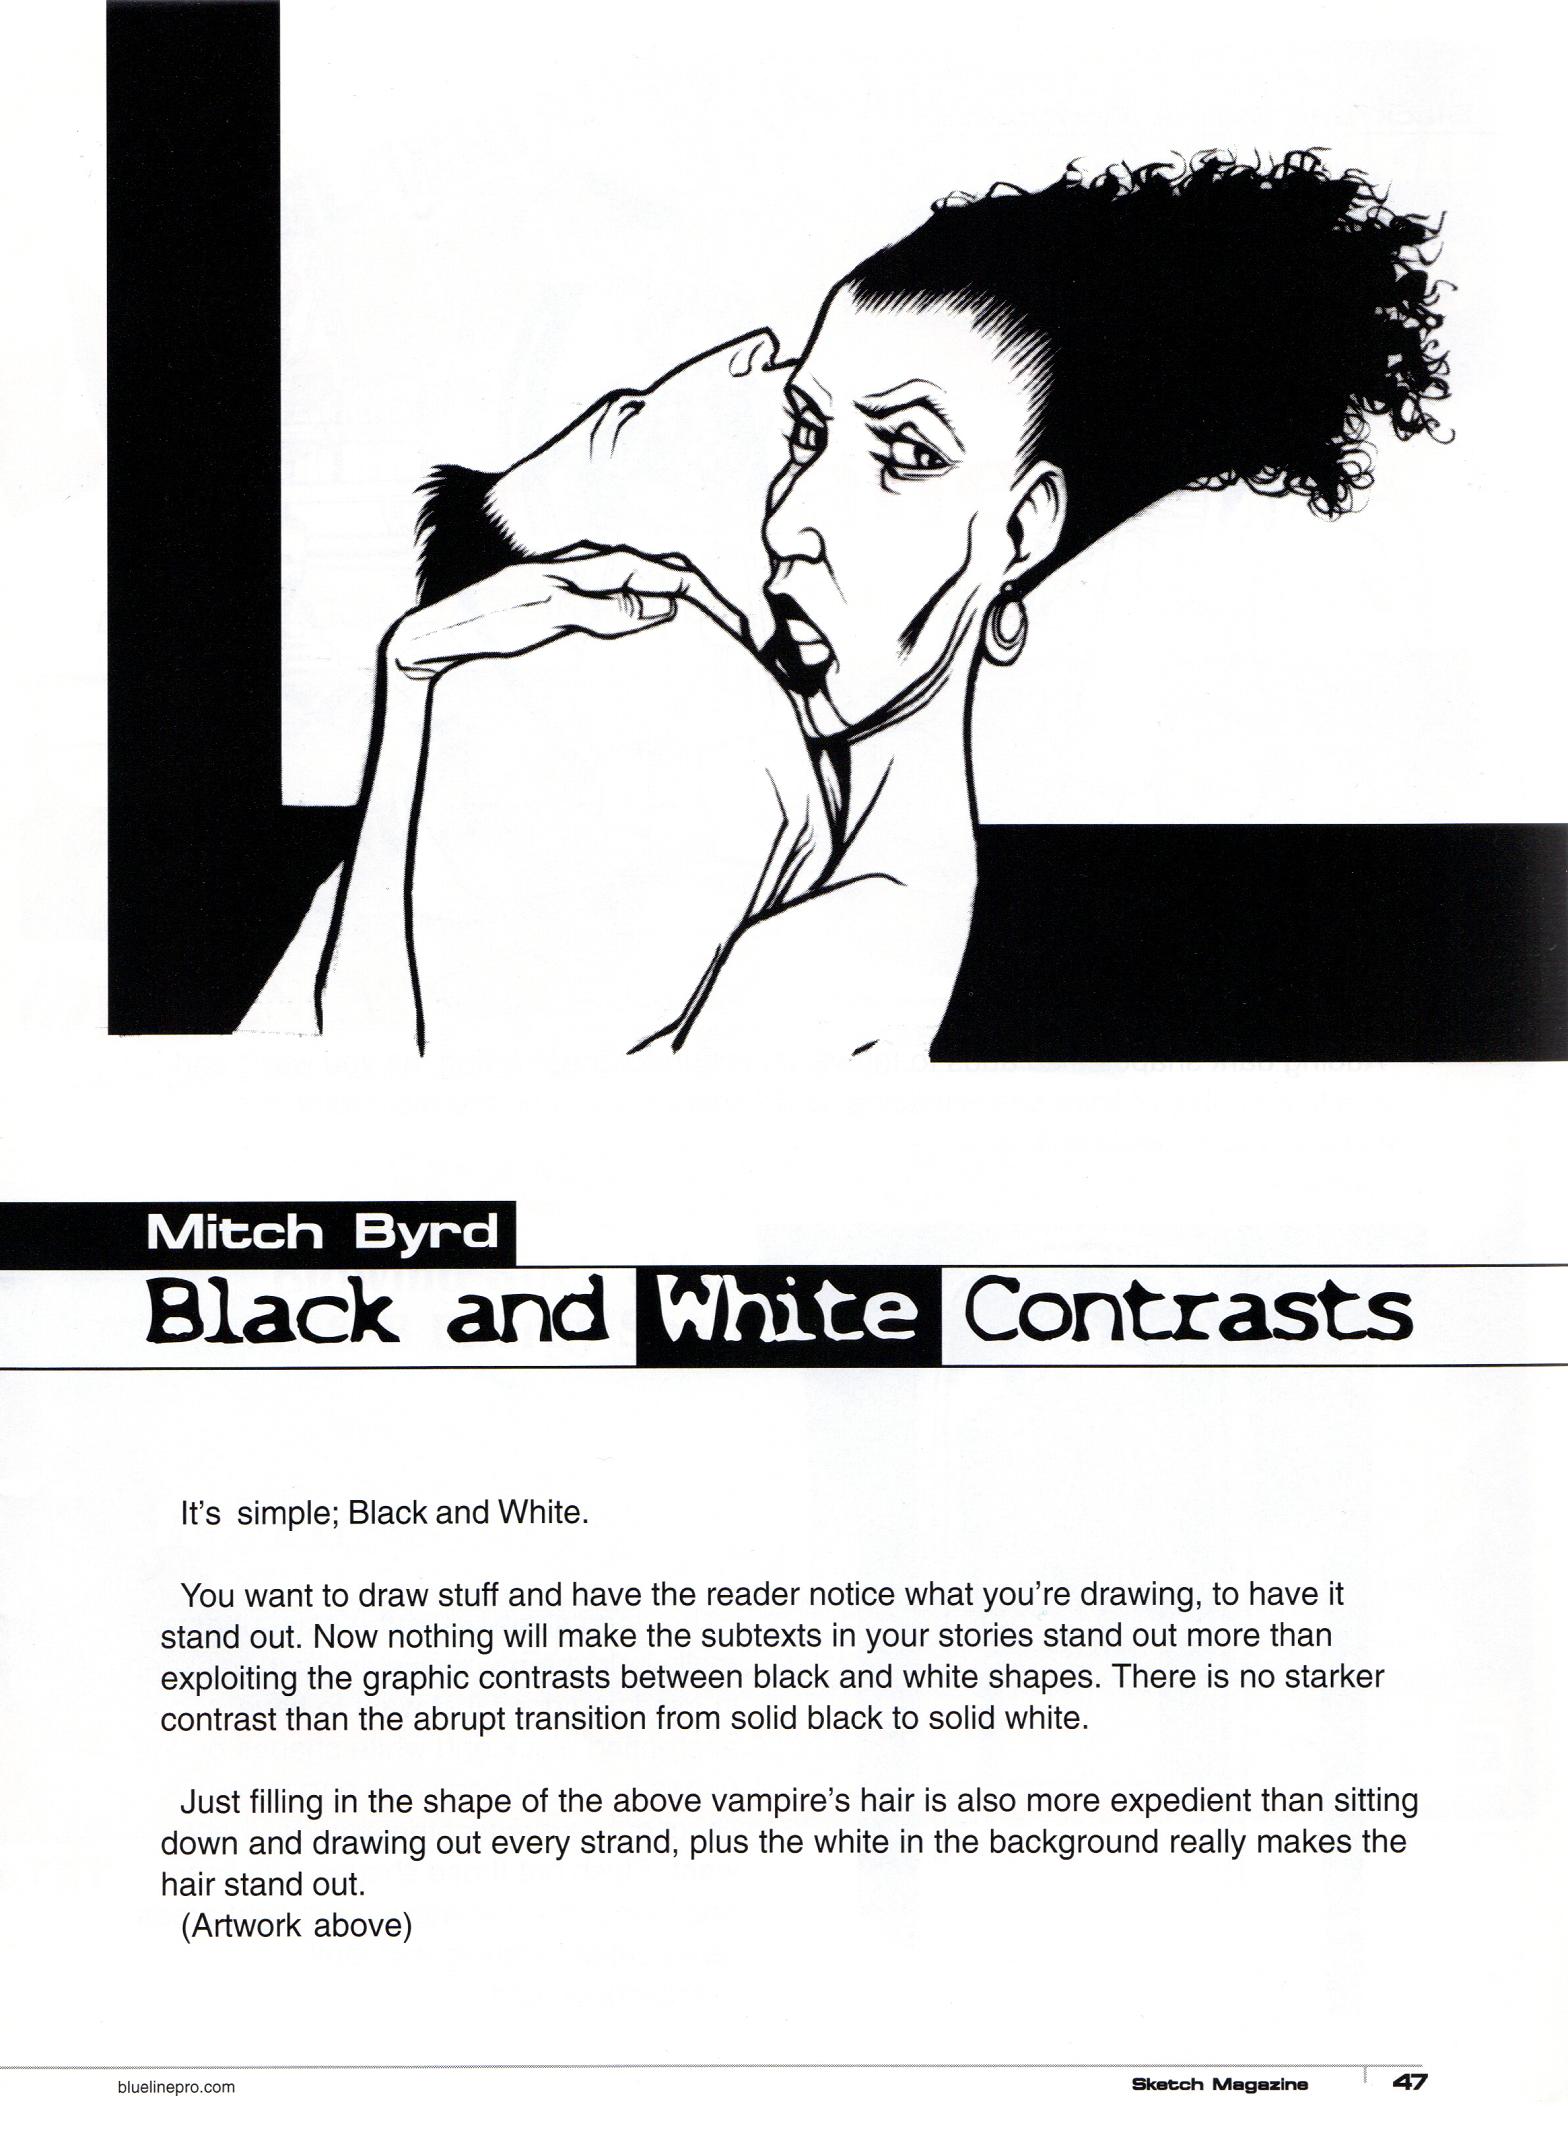 Mitch Byrd
Black and White Contrasts
It's simple; Black and White.
You want to draw stuff and have the reader notice what you're drawing, to have it
stand out. Now nothing will make the subtexts in your stories stand out more than
exploiting the graphic contrasts between black and white shapes. There is no starker
contrast than the abrupt transition from solid black to solid white.
Just filling in the shape of the above vampire's hair is also more expedient than sitting
down and drawing out every strand, plus the white in the background really makes the
hair stand out.
(Artwork above)
bluelinepro.com
Sketch Magazine
47